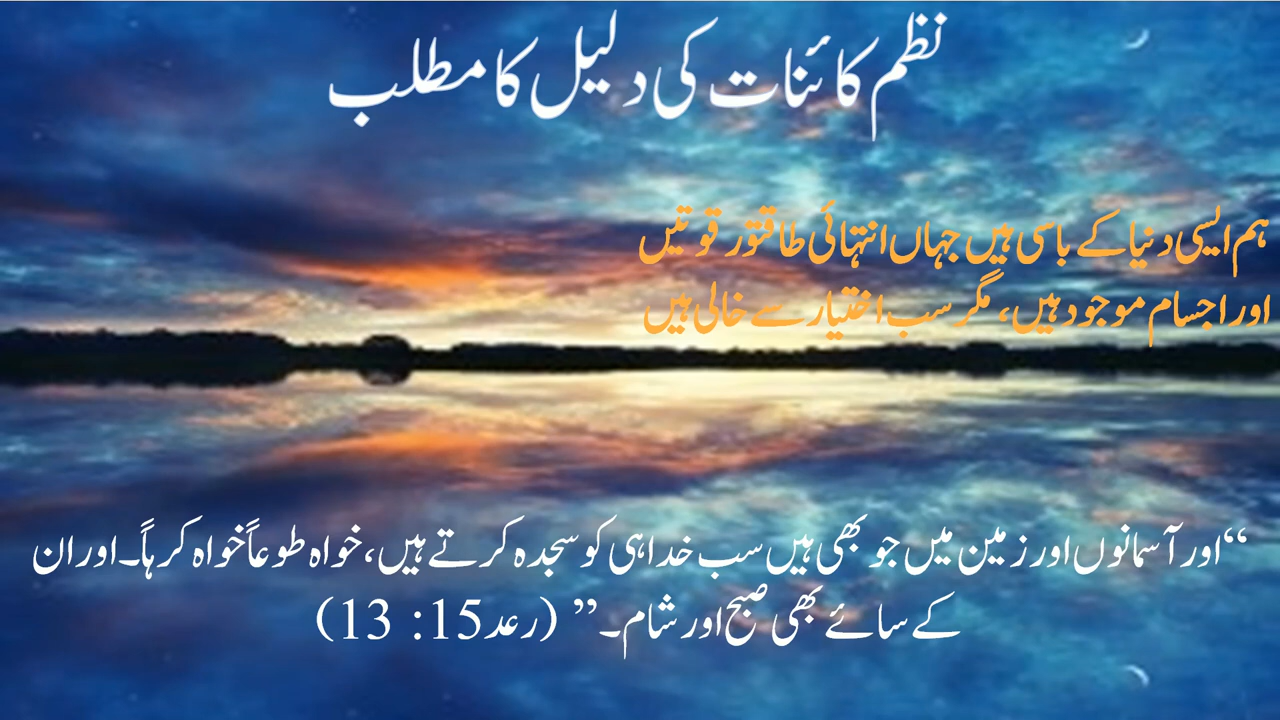 نظم کائنات کی دلیل کا مطلب
ہم ایسی دنیا کے باسی ہیں جہاں انتہائی طاقتور قوتیں
اور اجسام موجود ہیں، مگر سب اختیار سے خالی ہیں
“اور آسمانوں اور زمین میں جو بھی ہیں سب خدا ہی کو سجدہ کرتے ہیں، خواہ طوعاً خواہ کرہاً۔ اور ان
کے سائے بھی صبح اور شام۔” (رعد15: 13)